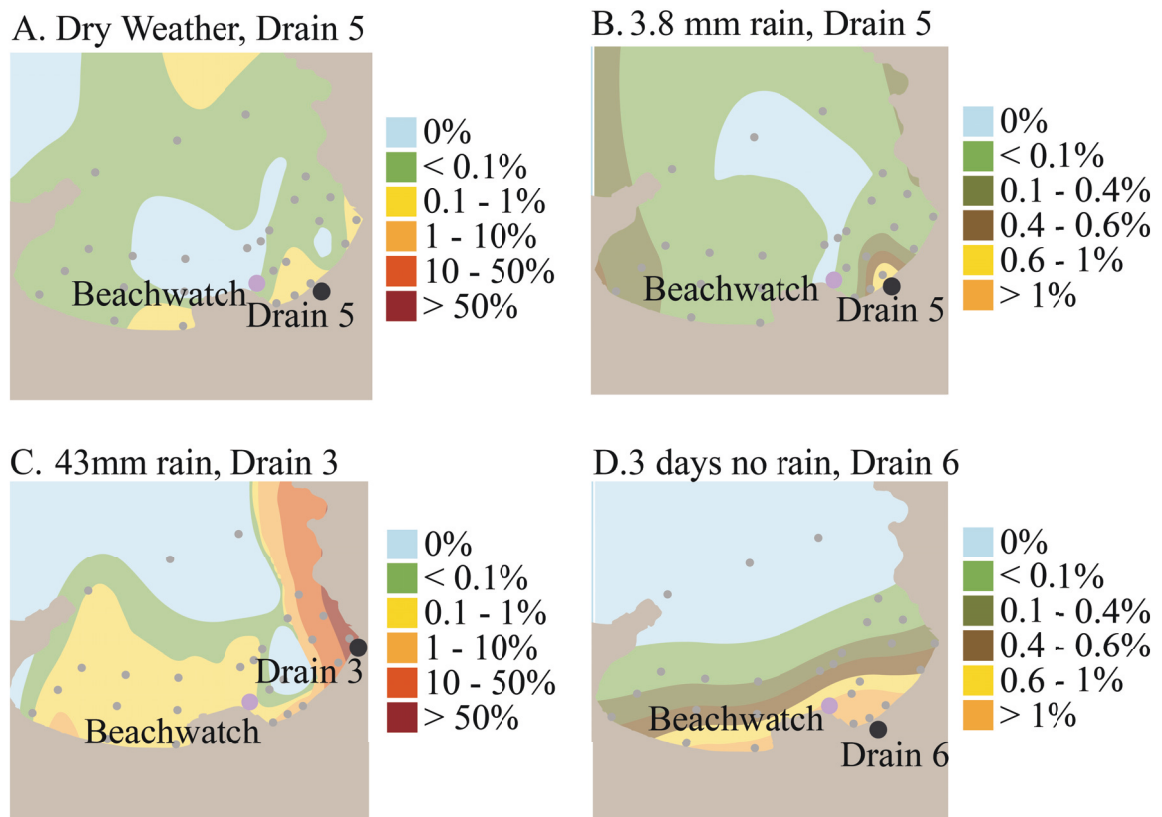 A. Dry Weather, Drain 5
0%
< 0.1%
0.1 - 1%
1 - 10%
10 - 50%
> 50%
Beachwatch
Drain 5
B. 3.8 mm rain, Drain 5
0%
< 0.1%
0.1 - 0.4%
0.4 - 0.6%
0.6 - 1%
> 1%
Beachwatch
Drain 5
C. 43mm rain, Drain 3
0%
< 0.1%
0.1 - 1%
1 - 10%
10 - 50%
> 50%
Drain 3
Beachwatch
D.3 days no rain, Drain 6
0%
< 0.1%
0.1 - 0.4%
0.4 - 0.6%
0.6 - 1%
> 1%
Beachwatch
Drain 6